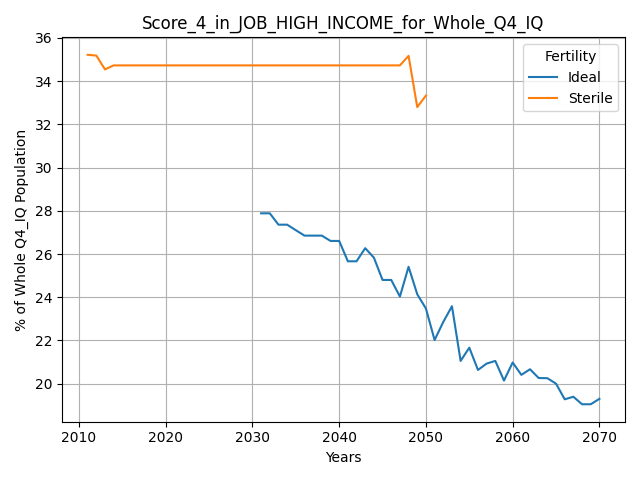 Score_4_in_JOB_HIGH_INCOME_for_Whole_Q4_IQ
% of Whole Q4_IQ Population
36
34
32
30
28
26
24
22
20
Fertility
Ideal
Sterile
2010
2020
2030
2040
2050
2060
2070
Years